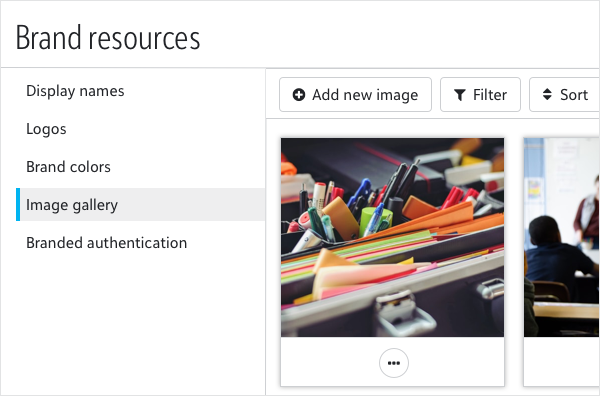 Brand resources
Display names
Logos
Brand colors
Image gallery
Branded authentication
Add new image
Filter
Sort